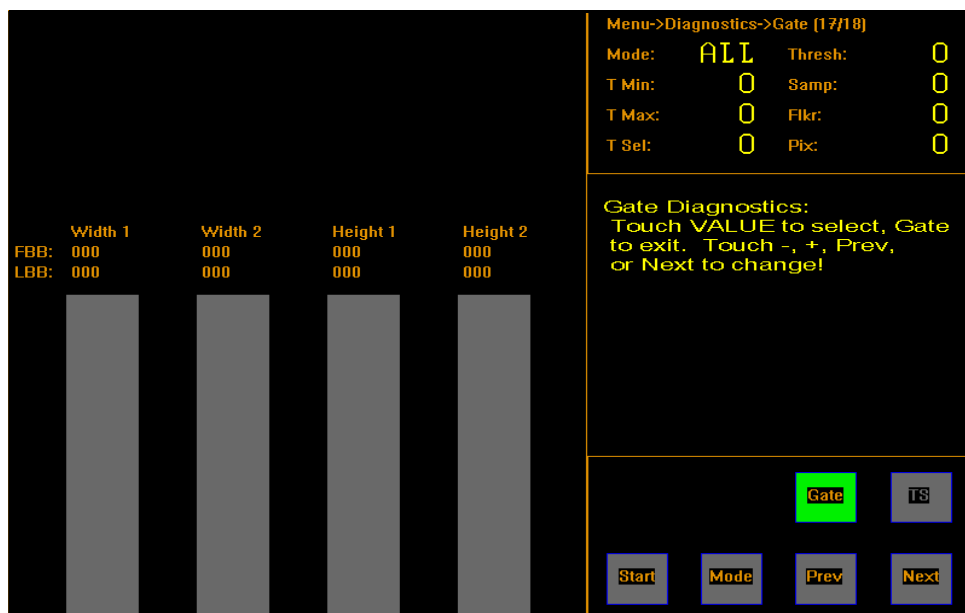 Menu->Diagnostics->Gate (17/18)
Mode: ALL Thresh: 0
T Min: 0 Samp: 0
T Max: 0 Flkr: 0
T Sel: 0 Pix: 0
Gate Diagnostics:
Touch VALUE to select, Gate
to exit. Touch -, +, Prev,
or Next to change!
Width 1 Width 2 Height 1 Height 2
FBB: 000 000 000 000
LBB: 000 000 000 000
Gate TS
Start Mode Prev Next